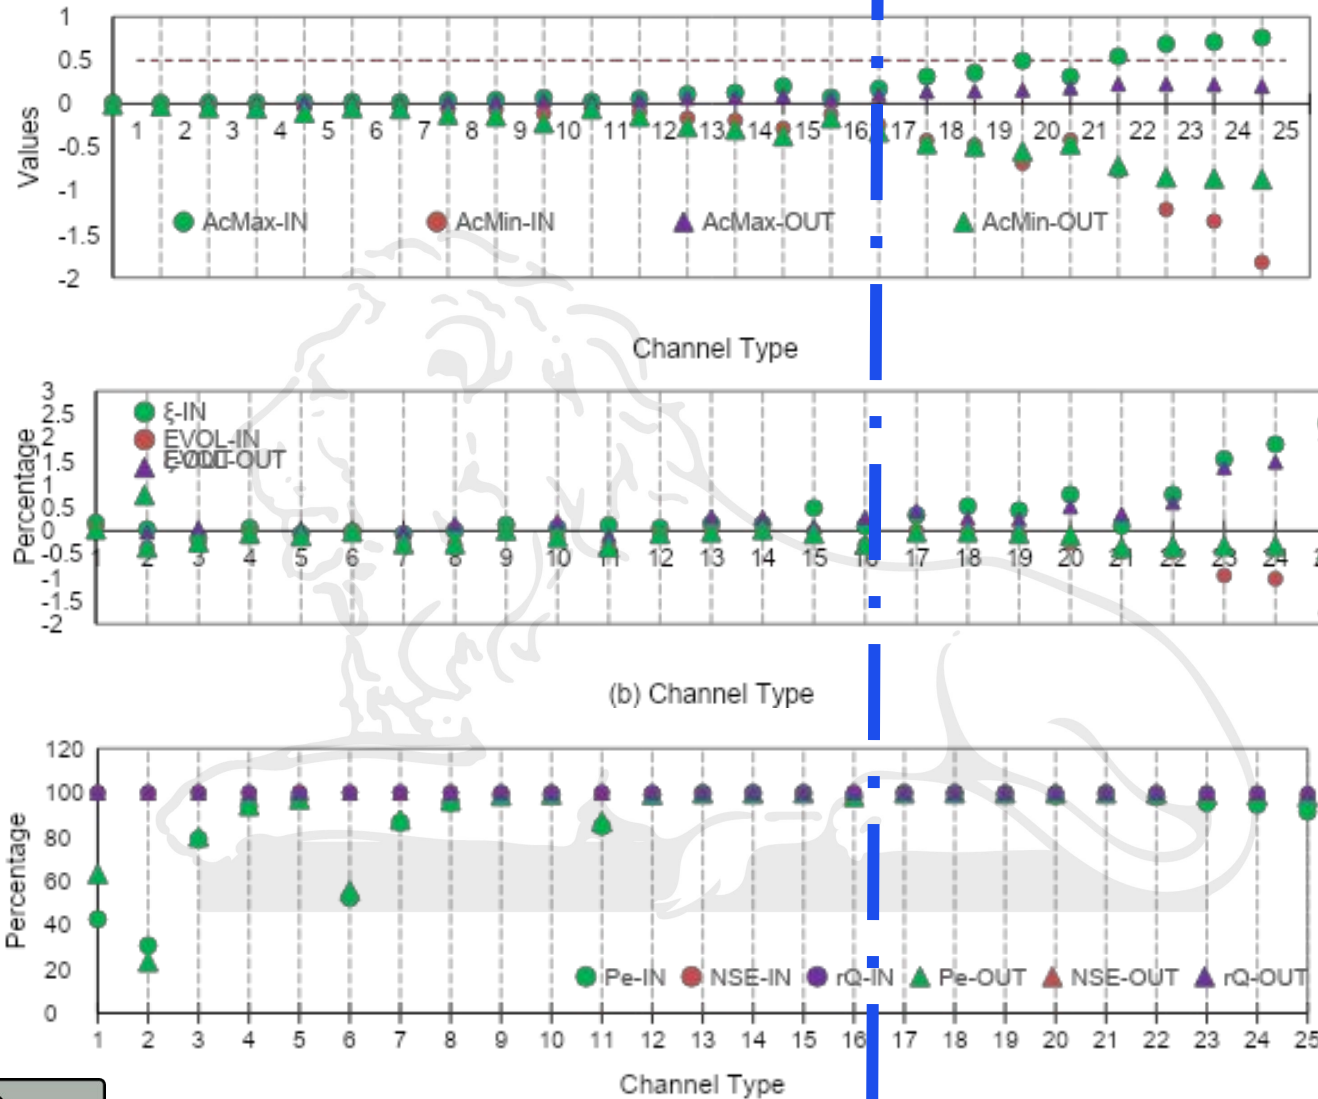 1
0.5
0
-0.5
-1
-1.5
-2
Values
1 2 3 4 5 6 7 8 9 10 11 12 13 14 15 16 17 18 19 20 21 22 23 24 25
AcMax-IN AcMin-IN AcMax-OUT AcMin-OUT
Channel Type
3
2.5
2
1.5
1
0.5
0
-0.5
-1
-1.5
-2
Percentage
ξ-IN
EVOL-IN
EVOL-OUT
1 2 3 4 5 6 7 8 9 10 11 12 13 14 15 16 17 18 19 20 21 22 23 24
(b) Channel Type
120
100
80
60
40
20
0
Percentage
Pe-IN NSE-IN rQ-IN Pe-OUT NSE-OUT rQ-OUT
1 2 3 4 5 6 7 8 9 10 11 12 13 14 15 16 17 18 19 20 21 22 23 24 25
Channel Type